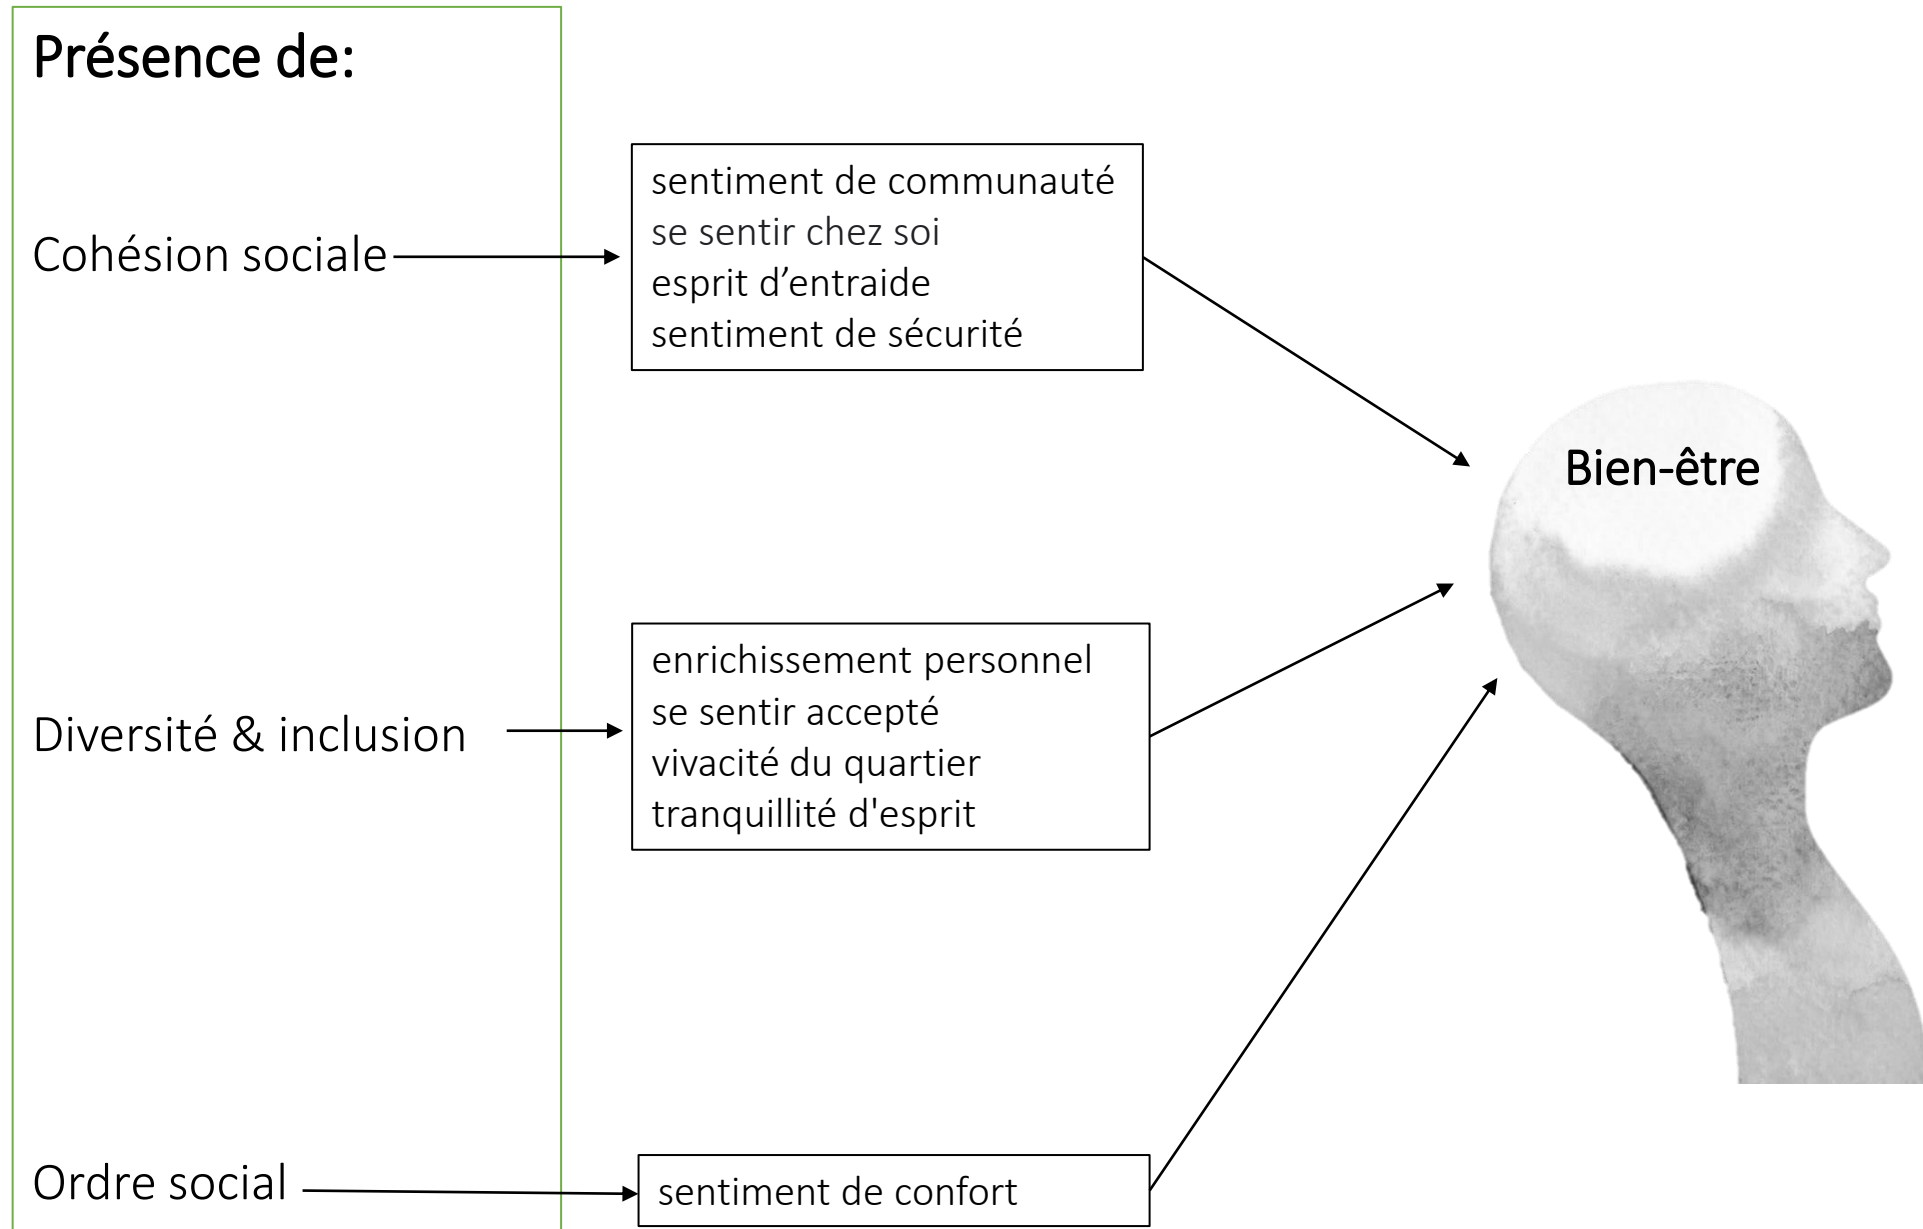 Présence de:
Cohésion sociale
sentiment de communauté
se sentir chez soi
esprit d’entraide
sentiment de sécurité
Bien-être
Diversité & inclusion
enrichissement personnel
se sentir accepté
vivacité du quartier
tranquillité d'esprit
Ordre social
sentiment de confort